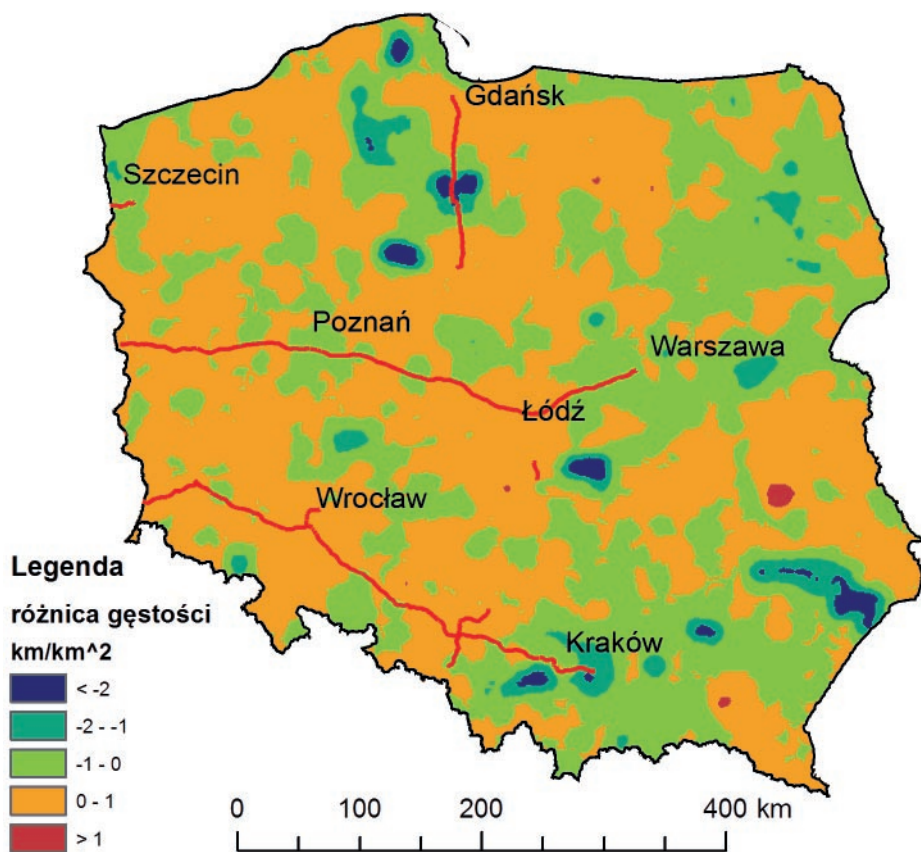 Gdańsk
Szczecin
Poznań
Warszawa
Łódź
Wrocław
Kraków
Legenda
różnica gęstości
km/km^2
< -2
-2 - -1
-1 - 0
0 - 1
> 1
0 100 200 400 km